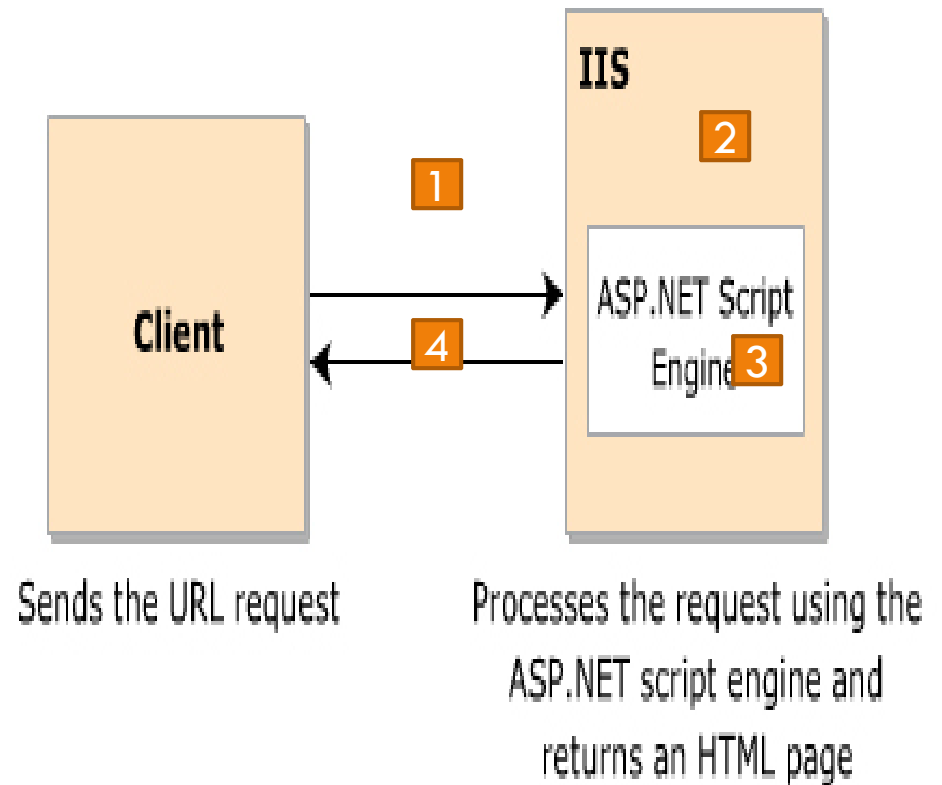 IIS
2
1
ASP.NET Script
Client
4
Engine
3
Sends the URL request
Processes the request using the
ASP.NET script engine and
returns an HTML page